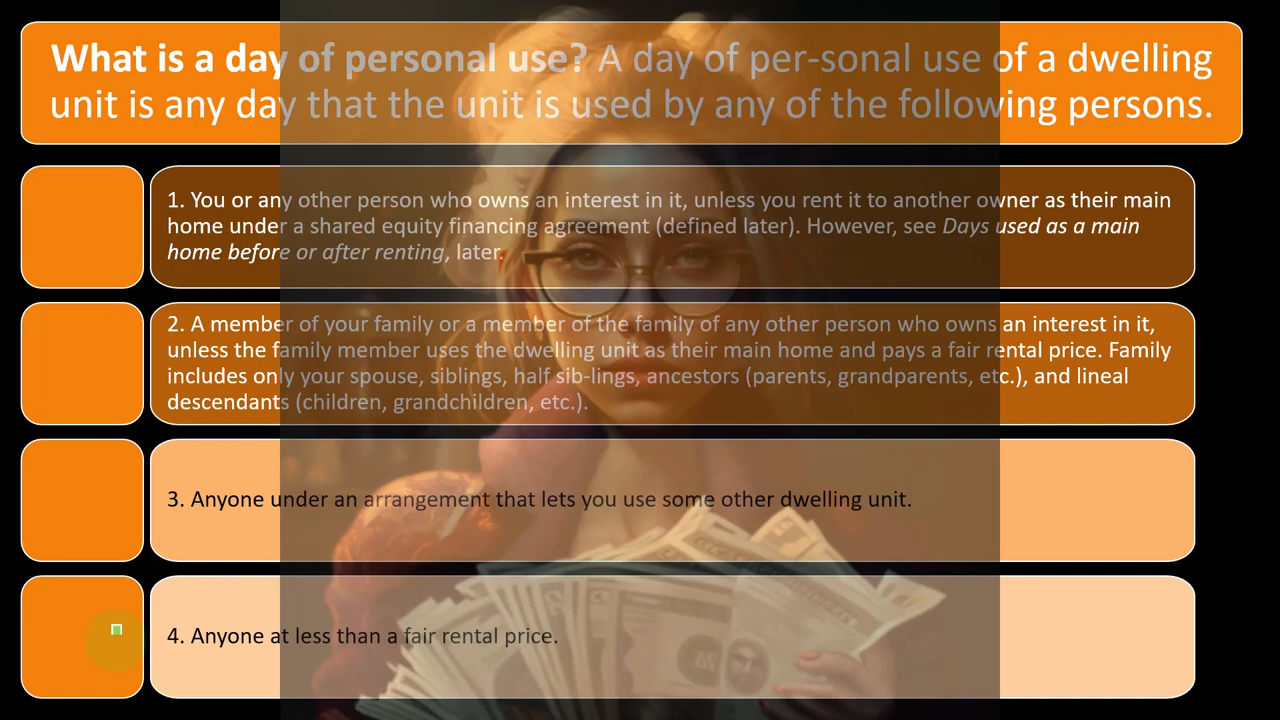 What is a day of personal use? A day of per-sonal use of a dwelling
unit is any day that the unit is used by any of the following persons.
1. You or any other person who owns an interest in it, unless you rent it to another owner as their main
home under a shared equity financing agreement (defined later). However, see Days used as a main
home before or after renting, later.
2. A member of your family or a member of the family of any other person who owns an interest in it,
unless the family member uses the dwelling unit as their main home and pays a fair rental price. Family
includes only your spouse, siblings, half sib-lings, ancestors (parents, grandparents, etc.), and lineal
descendants (children, grandchildren, etc.).
3. Anyone under an arrangement that lets you use some other dwelling unit.
4. Anyone at less than a fair rental price.